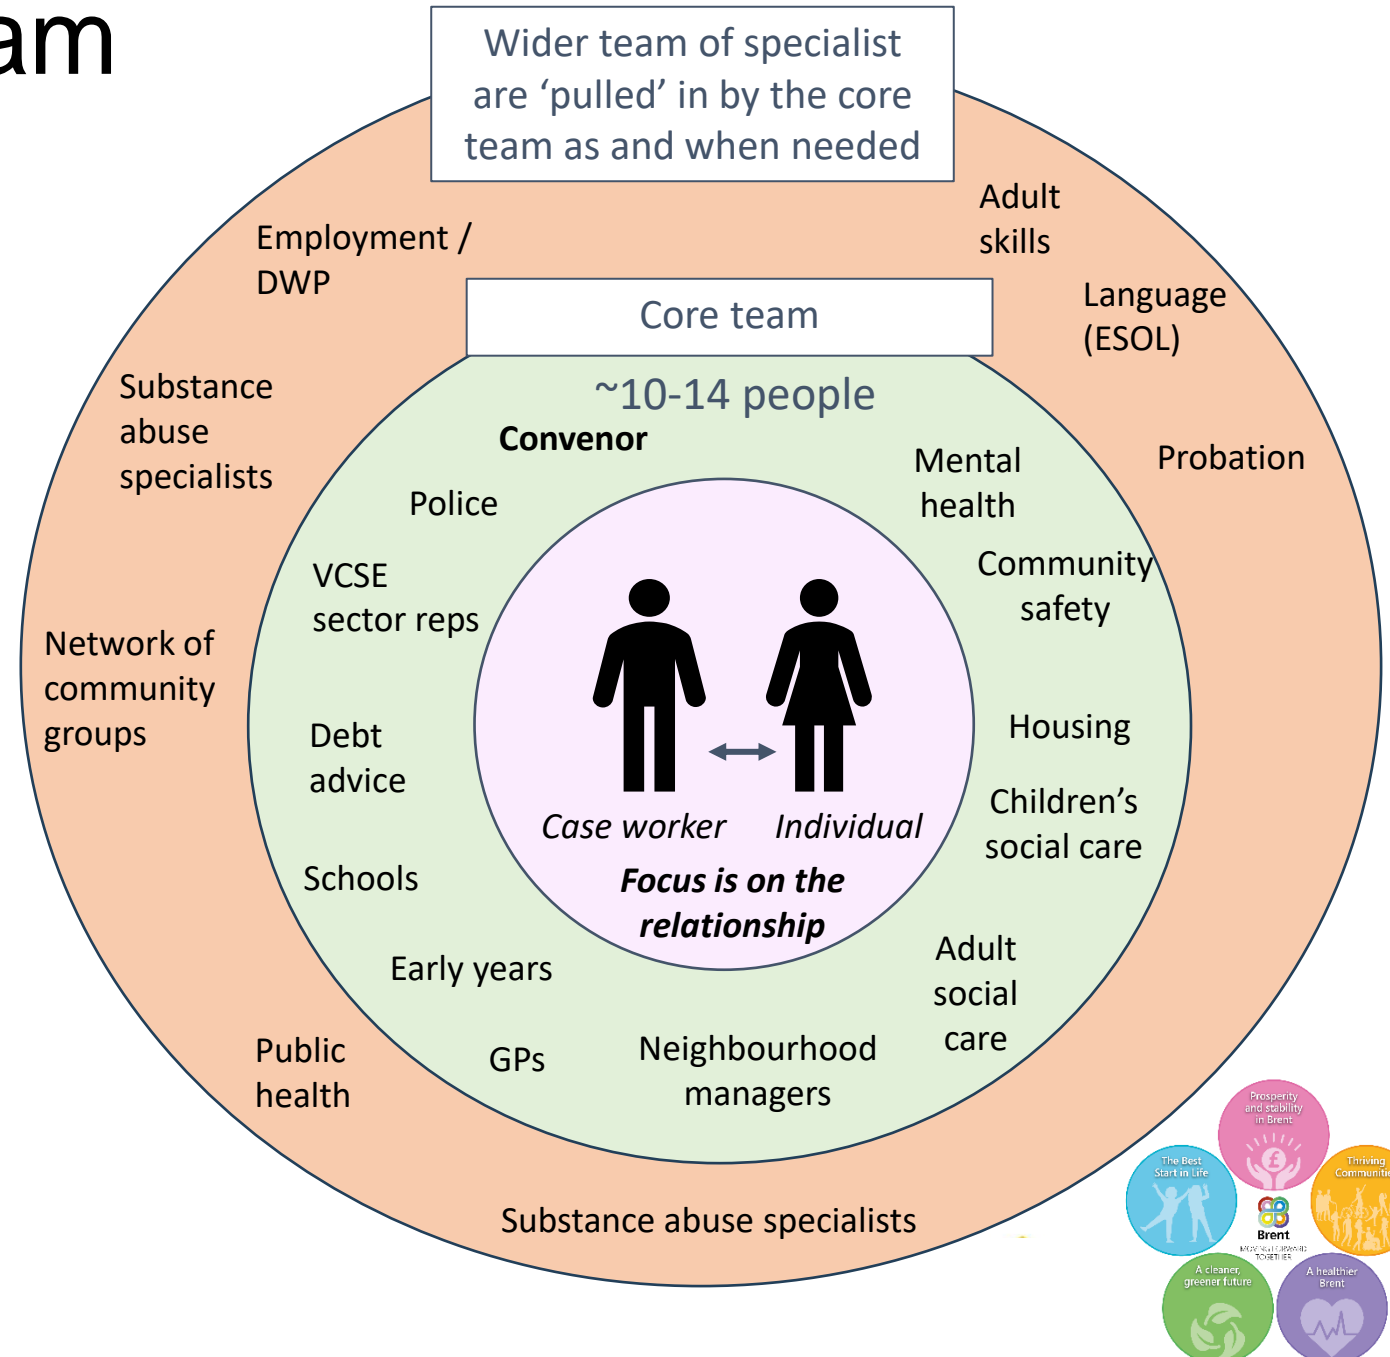 am
Wider team of specialist
are ‘pulled’ in by the core
team as and when needed
Adult
skills
Employment /
DWP
Language
(ESOL)
Core team
Substance
abuse
specialists
~10-14 people
Convenor
Mental
health
Probation
Police
Community
safety
VCSE
sector reps
Network of
community
groups
Housing
Debt
advice
Children’s
social care
Case worker
Individual
Focus is on the
relationship
Schools
Adult
social
care
Early years
GPs
Neighbourhood
managers
Public
health
Substance abuse specialists
Prosperity
and stability
in Brent
The Best
Start in Life
Thriving
Brent
MOVING FORWARD
TOGETHER
A cleaner,
greener future
A healthier
Brent